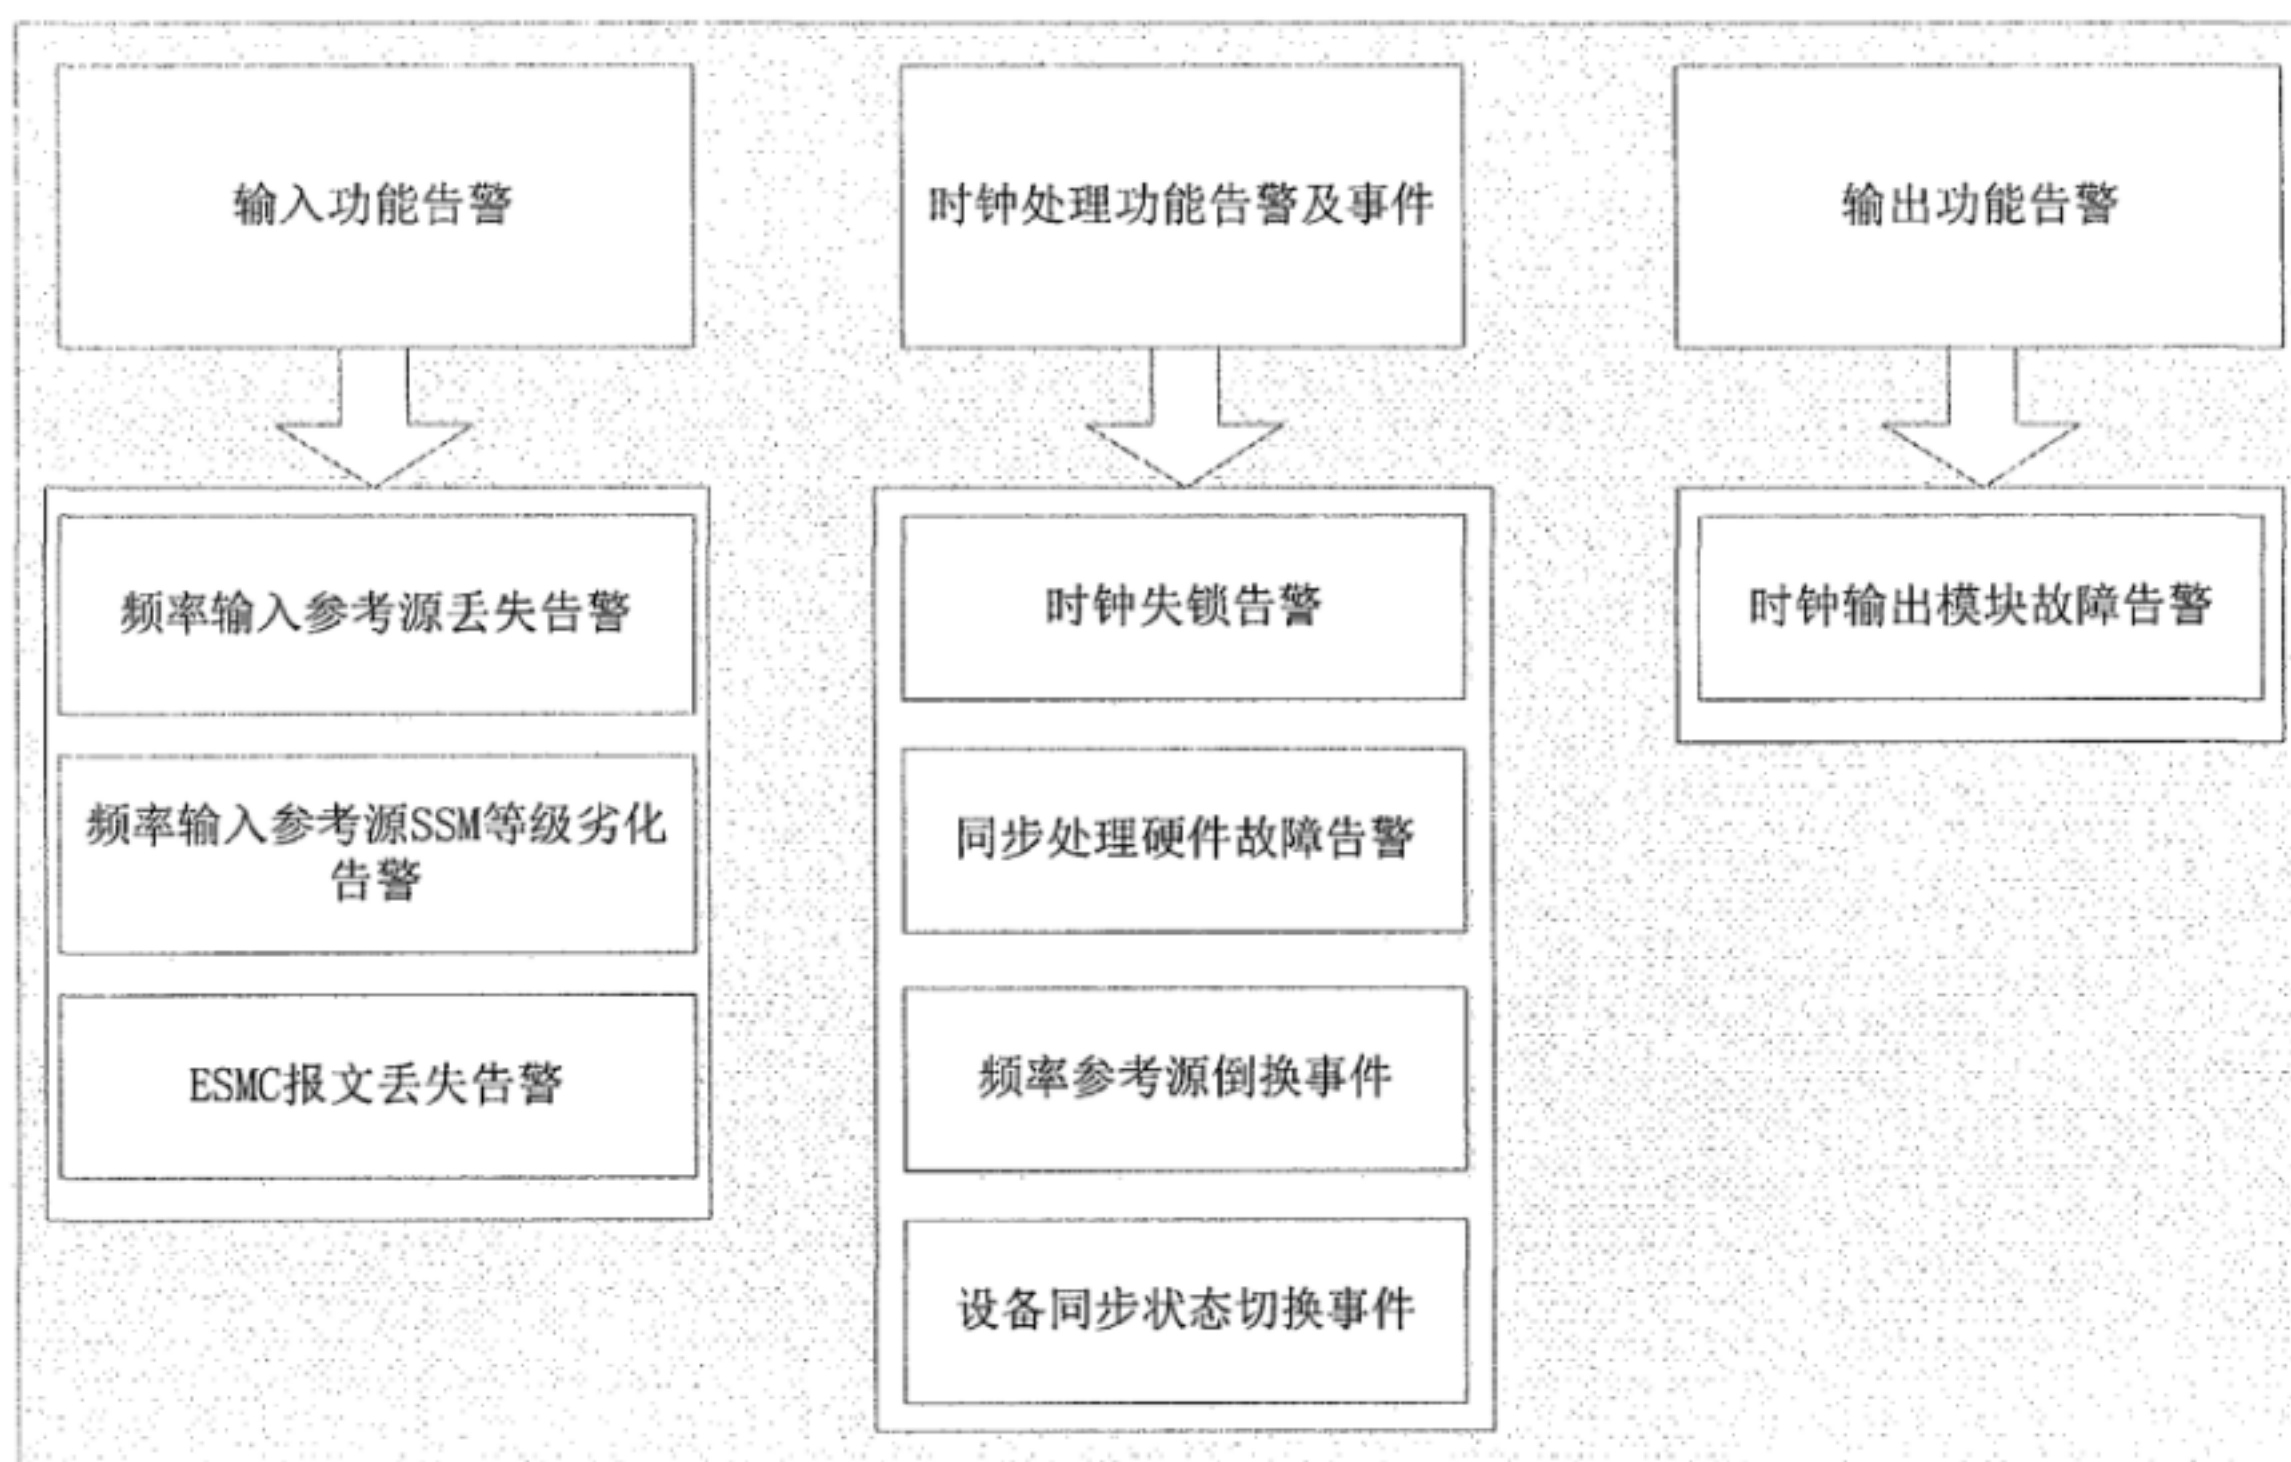 输入功能告警
时钟处理功能告警及事件
输出功能告警
频率输入参考源丢失告警
频率输入参考源SSM等级劣化
告警
ESMC报文丢失告警
时钟失锁告警
同步处理硬件故障告警
频率参考源倒换事件
设备同步状态切换事件
时钟输出模块故障告警